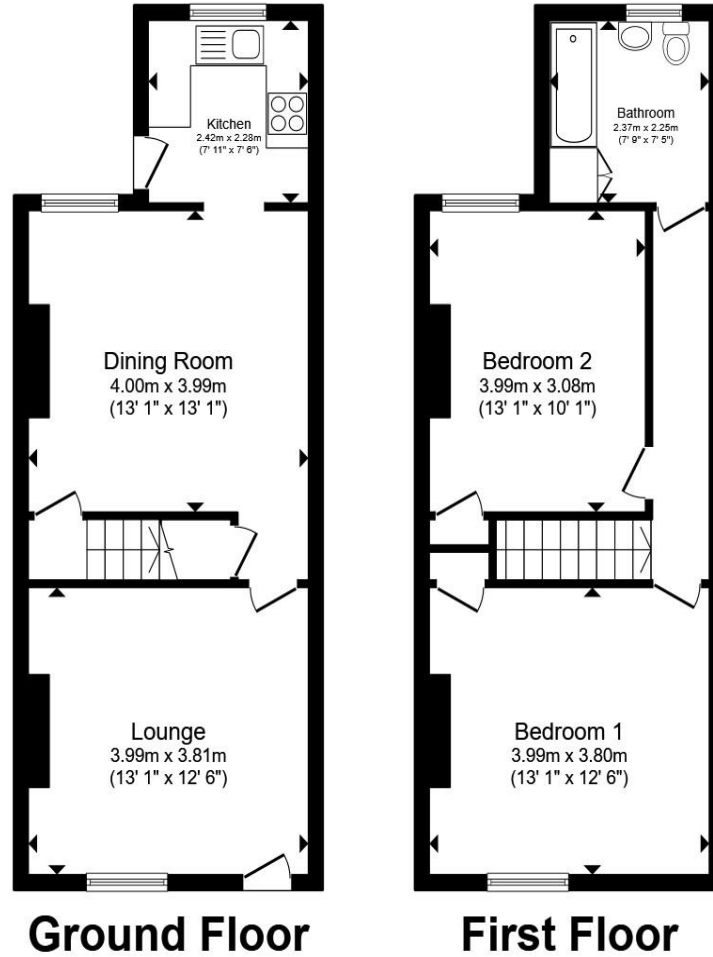 Kitchen
2.42m x 2.28m
(7' 11" x 7' 6")
Dining Room
4.00m x 3.99m
(13' 1" x 13' 1")
Lounge
3.99m x 3.81m
(13' 1" x 12' 6")
Ground Floor
Bathroom
2.37m x 2.25m
(7' 9" x 7' 5")
Bedroom 2
3.99m x 3.08m
(13' 1" x 10' 1")
Bedroom 1
3.99m x 3.80m
(13' 1" x 12' 6")
First Floor